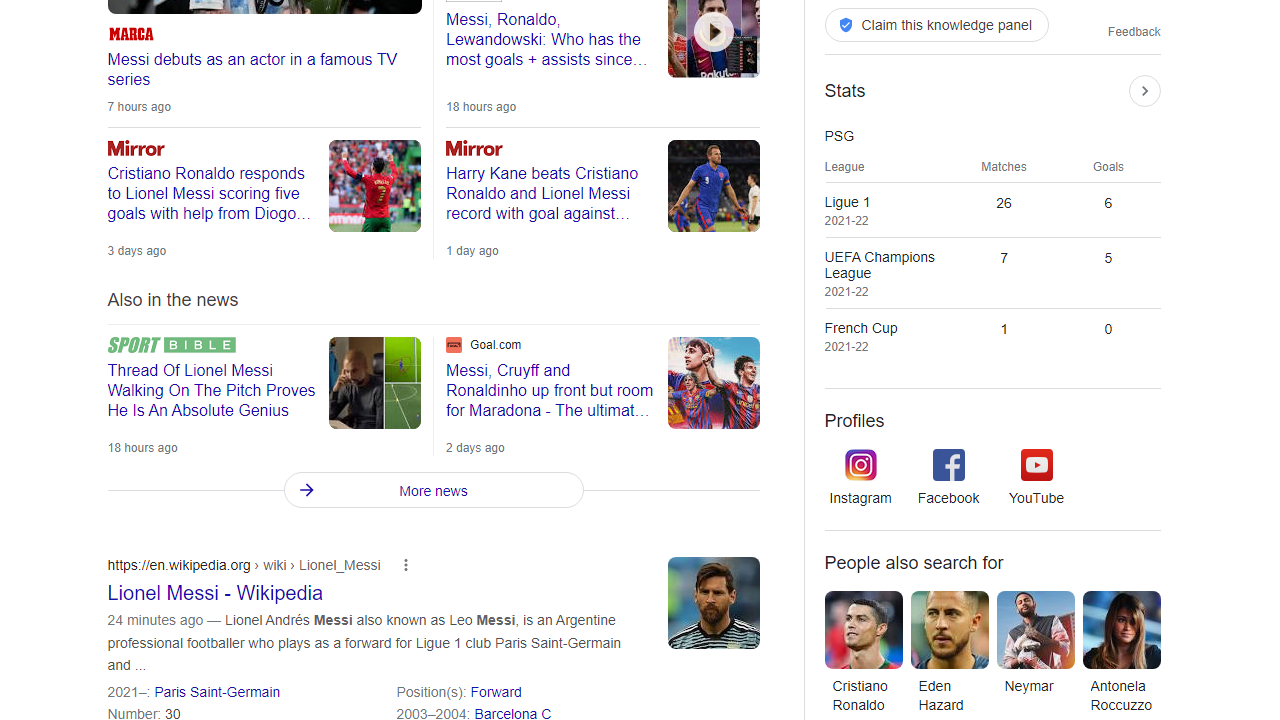 MARCA
Messi debuts as an actor in a famous TV
series
7 hours ago
Messi, Ronaldo,
Lewandowski: Who has the
most goals + assists since…
18 hours ago
Mirror
Cristiano Ronaldo responds
to Lionel Messi scoring five
goals with help from Diogo…
3 days ago
Mirror
Harry Kane beats Cristiano
Ronaldo and Lionel Messi
record with goal against…
1 day ago
Also in the news
SPORT BIBLE
Thread Of Lionel Messi
Walking On The Pitch Proves
He Is An Absolute Genius
18 hours ago
Goal.com
Messi, Cruyff and
Ronaldinho up front but room
for Maradona - The ultimat…
2 days ago
More news
https://en.wikipedia.org › wiki › Lionel_Messi
Lionel Messi - Wikipedia
24 minutes ago — Lionel Andrés Messi also known as Leo Messi, is an Argentine
professional footballer who plays as a forward for Ligue 1 club Paris Saint-Germain
and ...
2021–: Paris Saint-Germain
Position(s): Forward
Number: 30
2003–2004: Barcelona C
Claim this knowledge panel
Feedback
Stats
PSG
League Matches Goals
Ligue 1 26 6
2021-22
UEFA Champions 7 5
League
2021-22
French Cup 1 0
2021-22
Profiles
Instagram Facebook YouTube
People also search for
Cristiano Eden Neymar Antonela
Ronaldo Hazard Roccuzzo